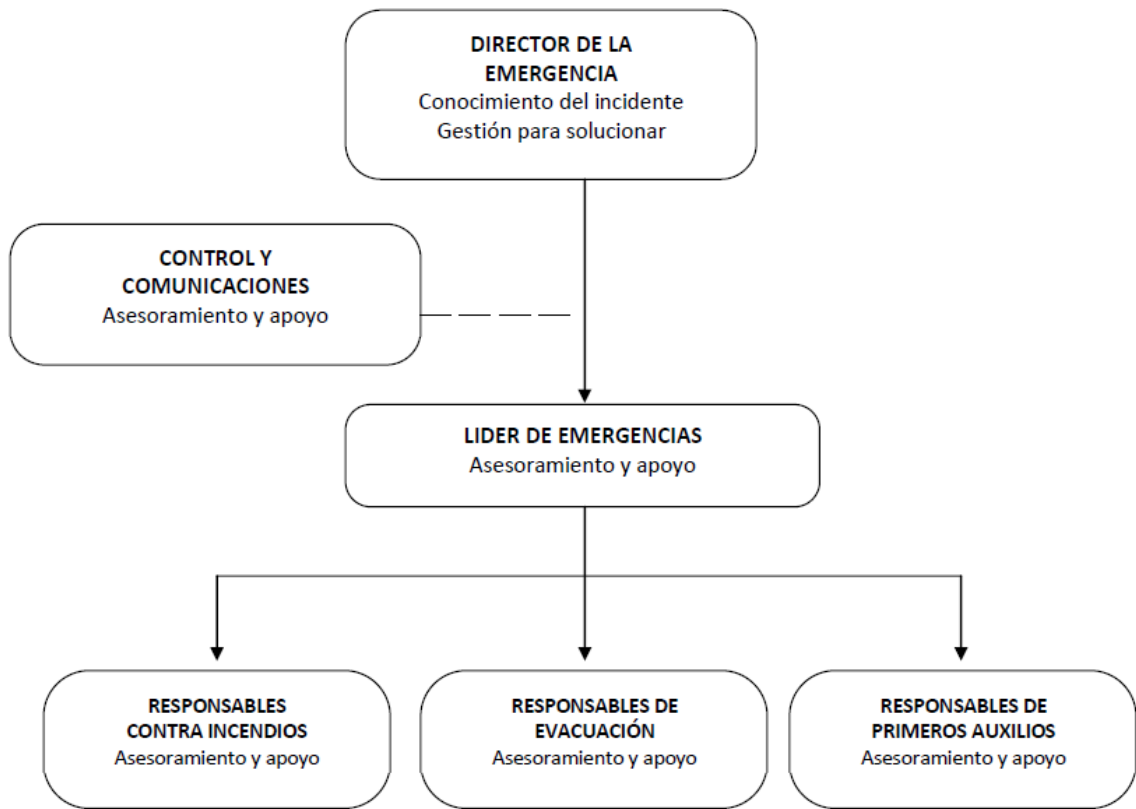 DIRECTOR DE LA
EMERGENCIA
Conocimiento del incidente
Gestión para solucionar
CONTROL Y
COMUNICACIONES
Asesoramiento y apoyo
LIDER DE EMERGENCIAS
Asesoramiento y apoyo
RESPONSABLES
CONTRA INCENDIOS
Asesoramiento y apoyo
RESPONSABLES DE
EVACUACIÓN
Asesoramiento y apoyo
RESPONSABLES DE
PRIMEROS AUXILIOS
Asesoramiento y apoyo